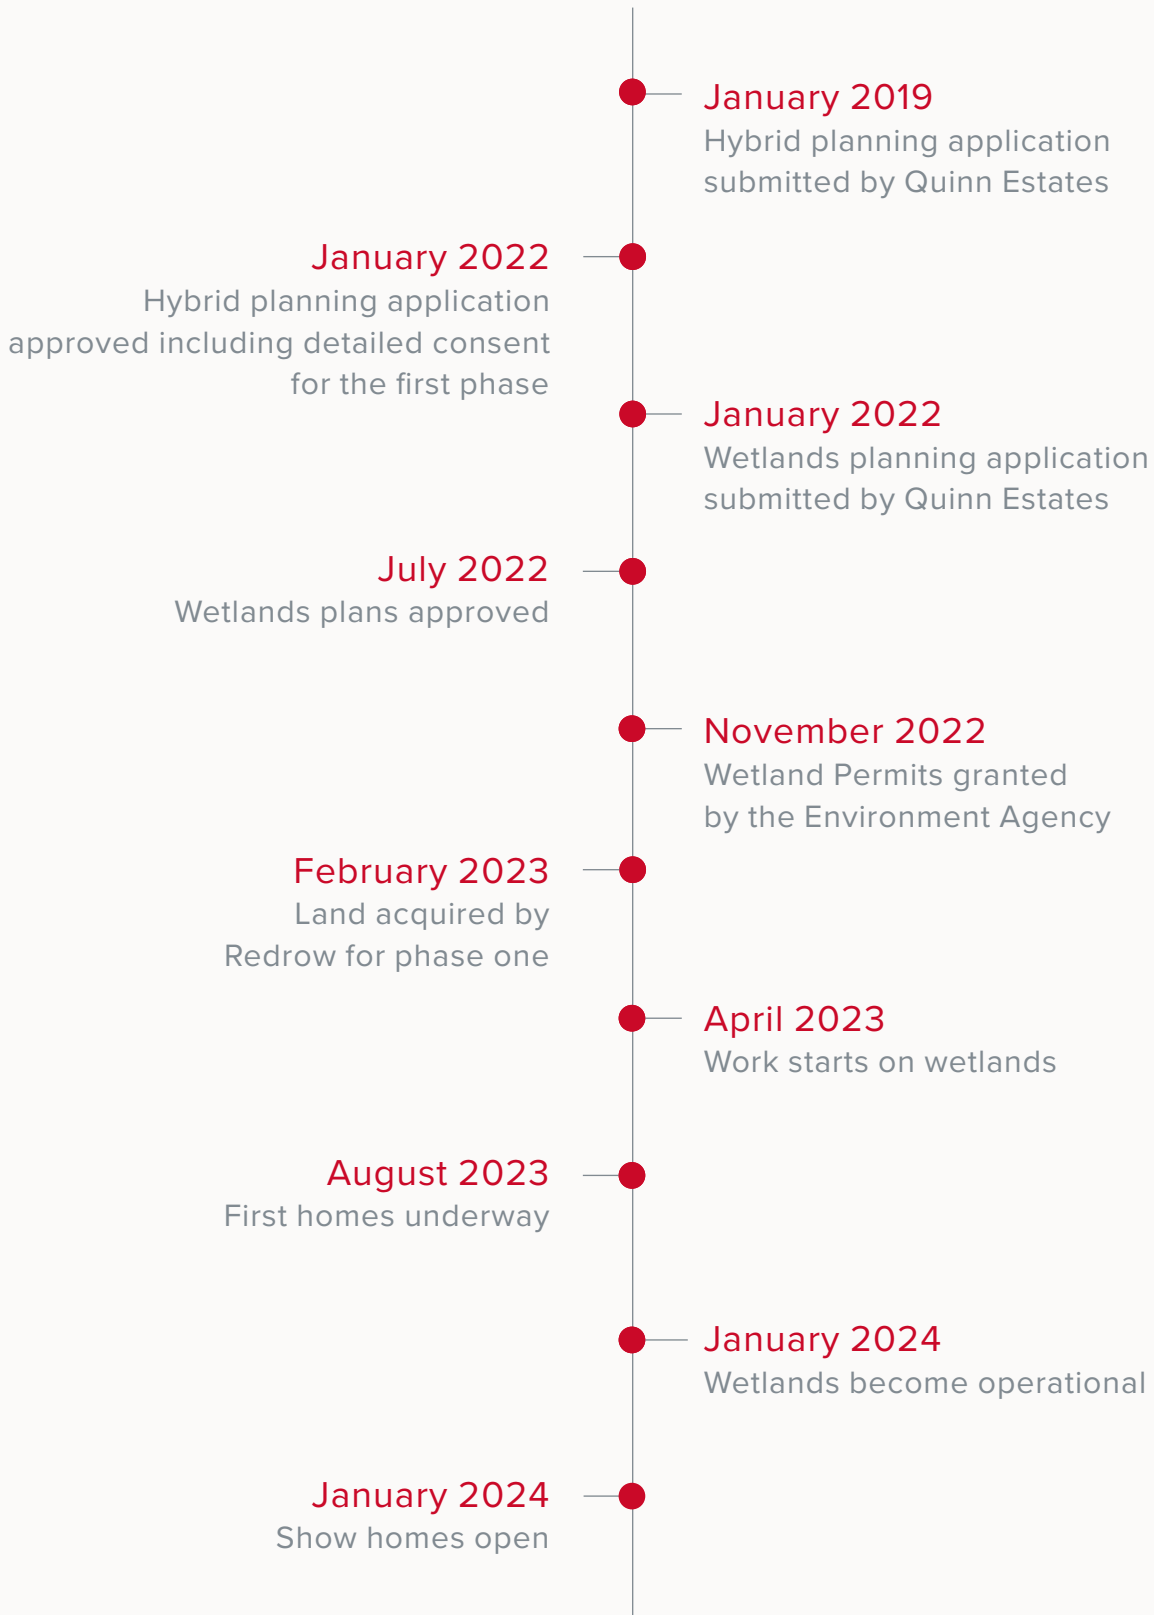 January 2019
Hybrid planning application
submitted by Quinn Estates
January 2022
Hybrid planning application
approved including detailed consent
for the first phase
January 2022
Wetlands planning application
submitted by Quinn Estates
July 2022
Wetlands plans approved
November 2022
Wetland Permits granted
by the Environment Agency
February 2023
Land acquired by
Redrow for phase one
April 2023
Work starts on wetlands
August 2023
First homes underway
January 2024
Wetlands become operational
January 2024
Show homes open